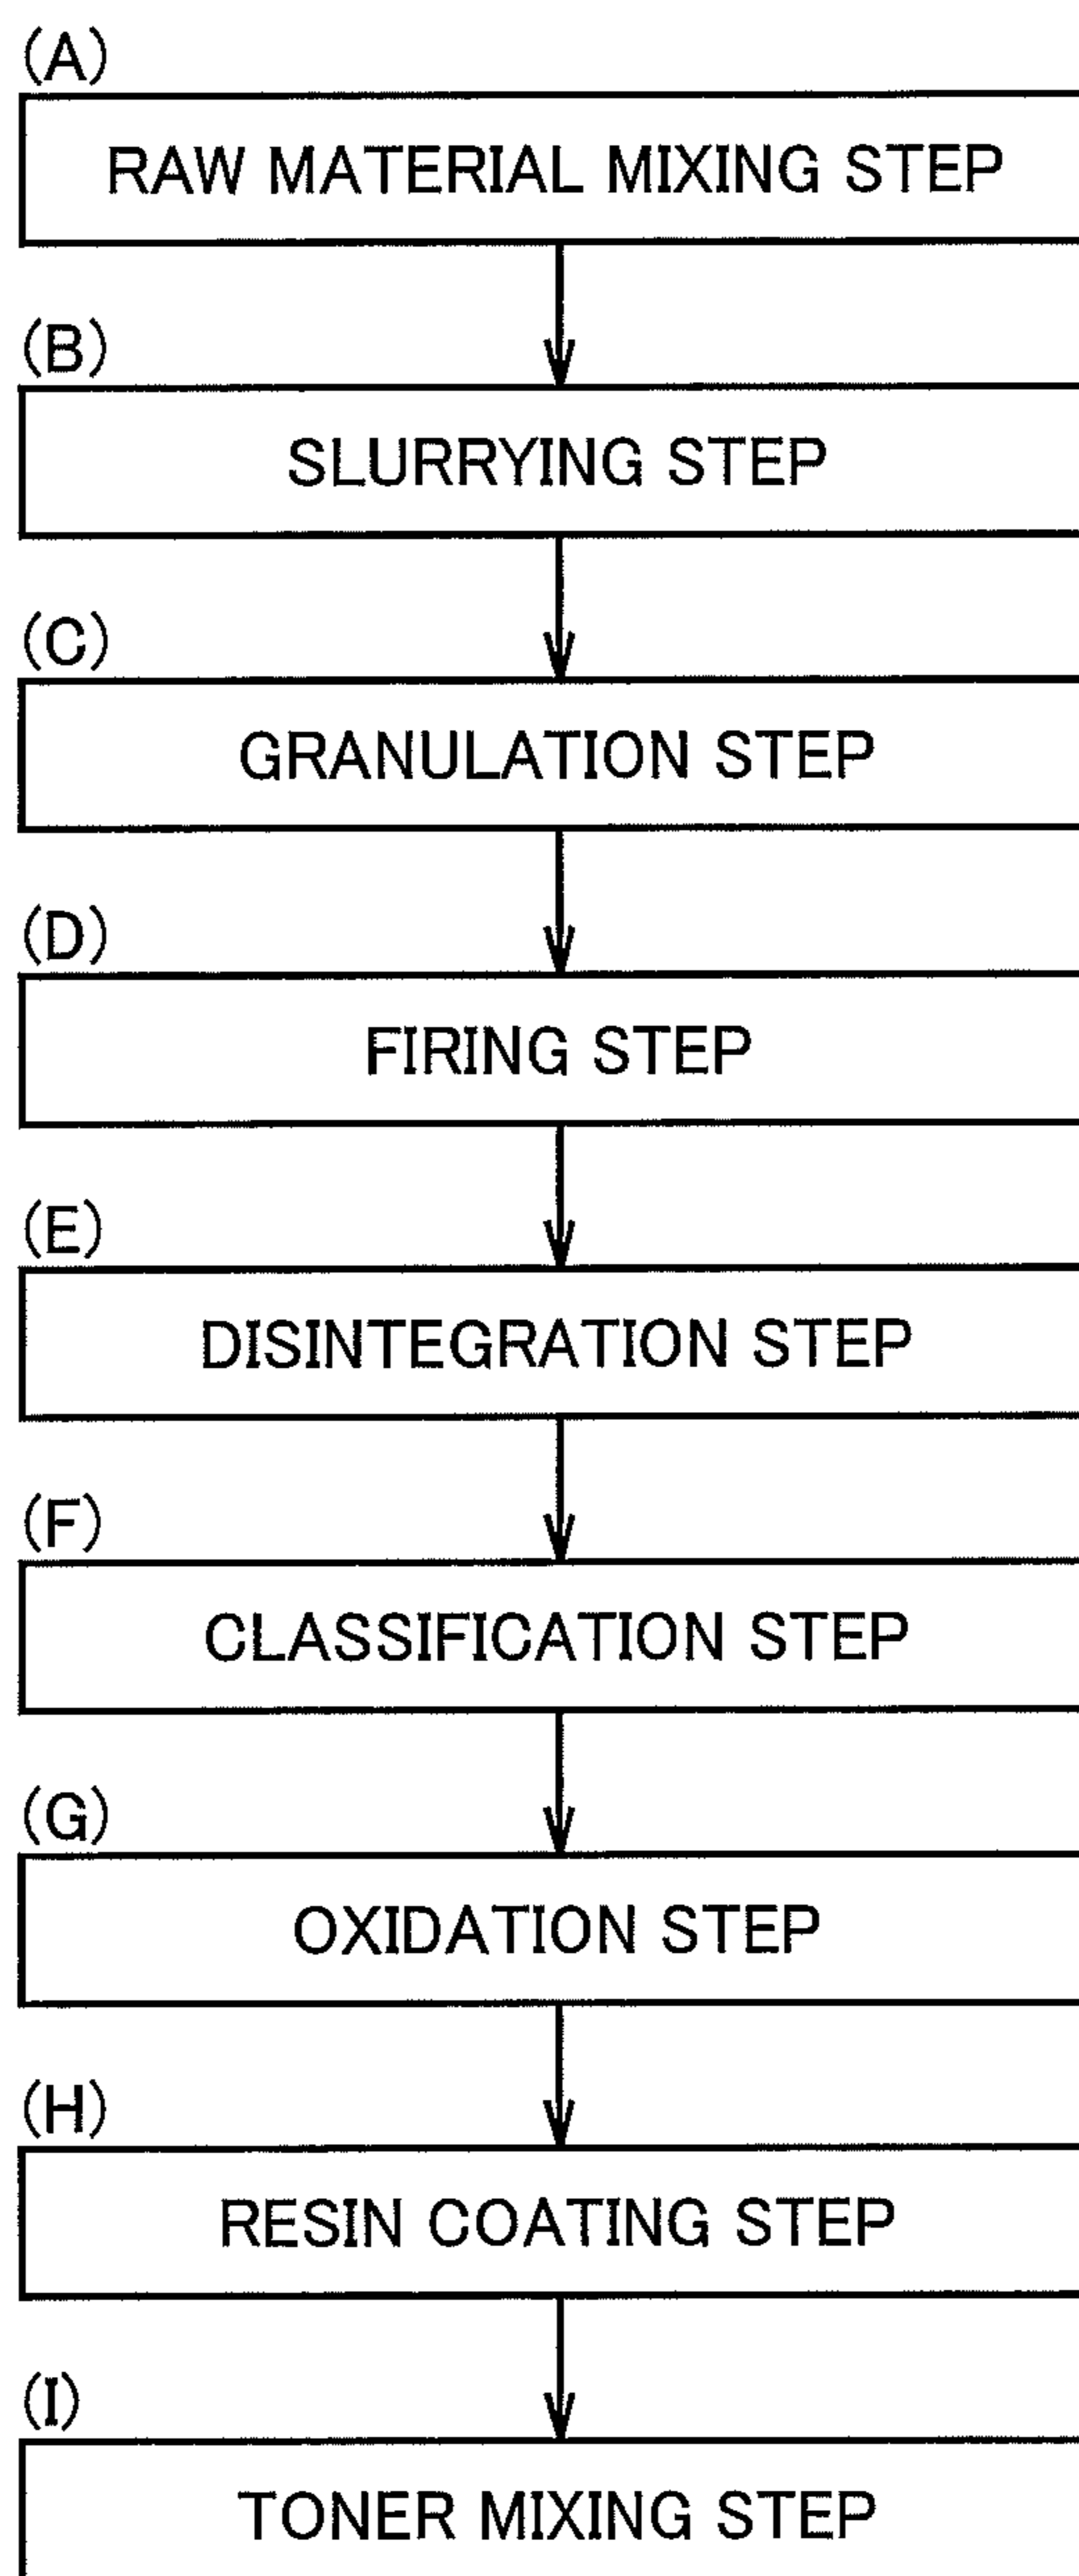 (A)
RAW MATERIAL MIXING STEP
(B)
SLURRYING STEP
(C)
GRANULATION STEP
(D)
FIRING STEP
(E)
DISINTEGRATION STEP
(F)
CLASSIFICATION STEP
(G)
OXIDATION STEP
(H)
RESIN COATING STEP
(I)
TONER MIXING STEP